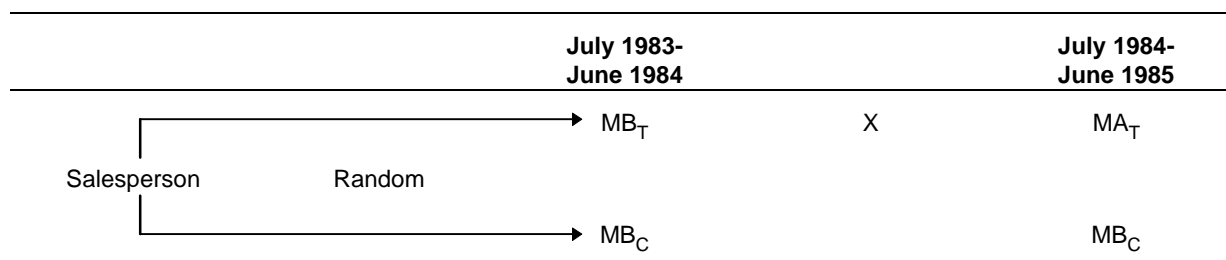 July 1983- July 1984-
June 1984 June 1985
MB_T X MA_T
Salesperson Random
MB_C MB_C